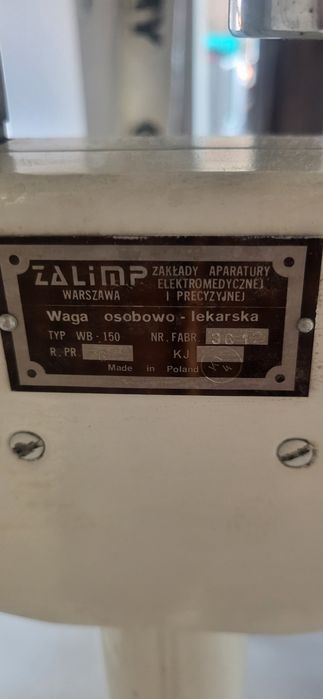 ZALIMP ZAKŁADY APARATURY
ELEKTROMEDYCZNEJ
WARSZAWA I PRECYZYJNEJ
Waga osobowo - lekarska
TYP WB - 150 NR. FABR. 3612
R. PR. KJ
Made in Poland